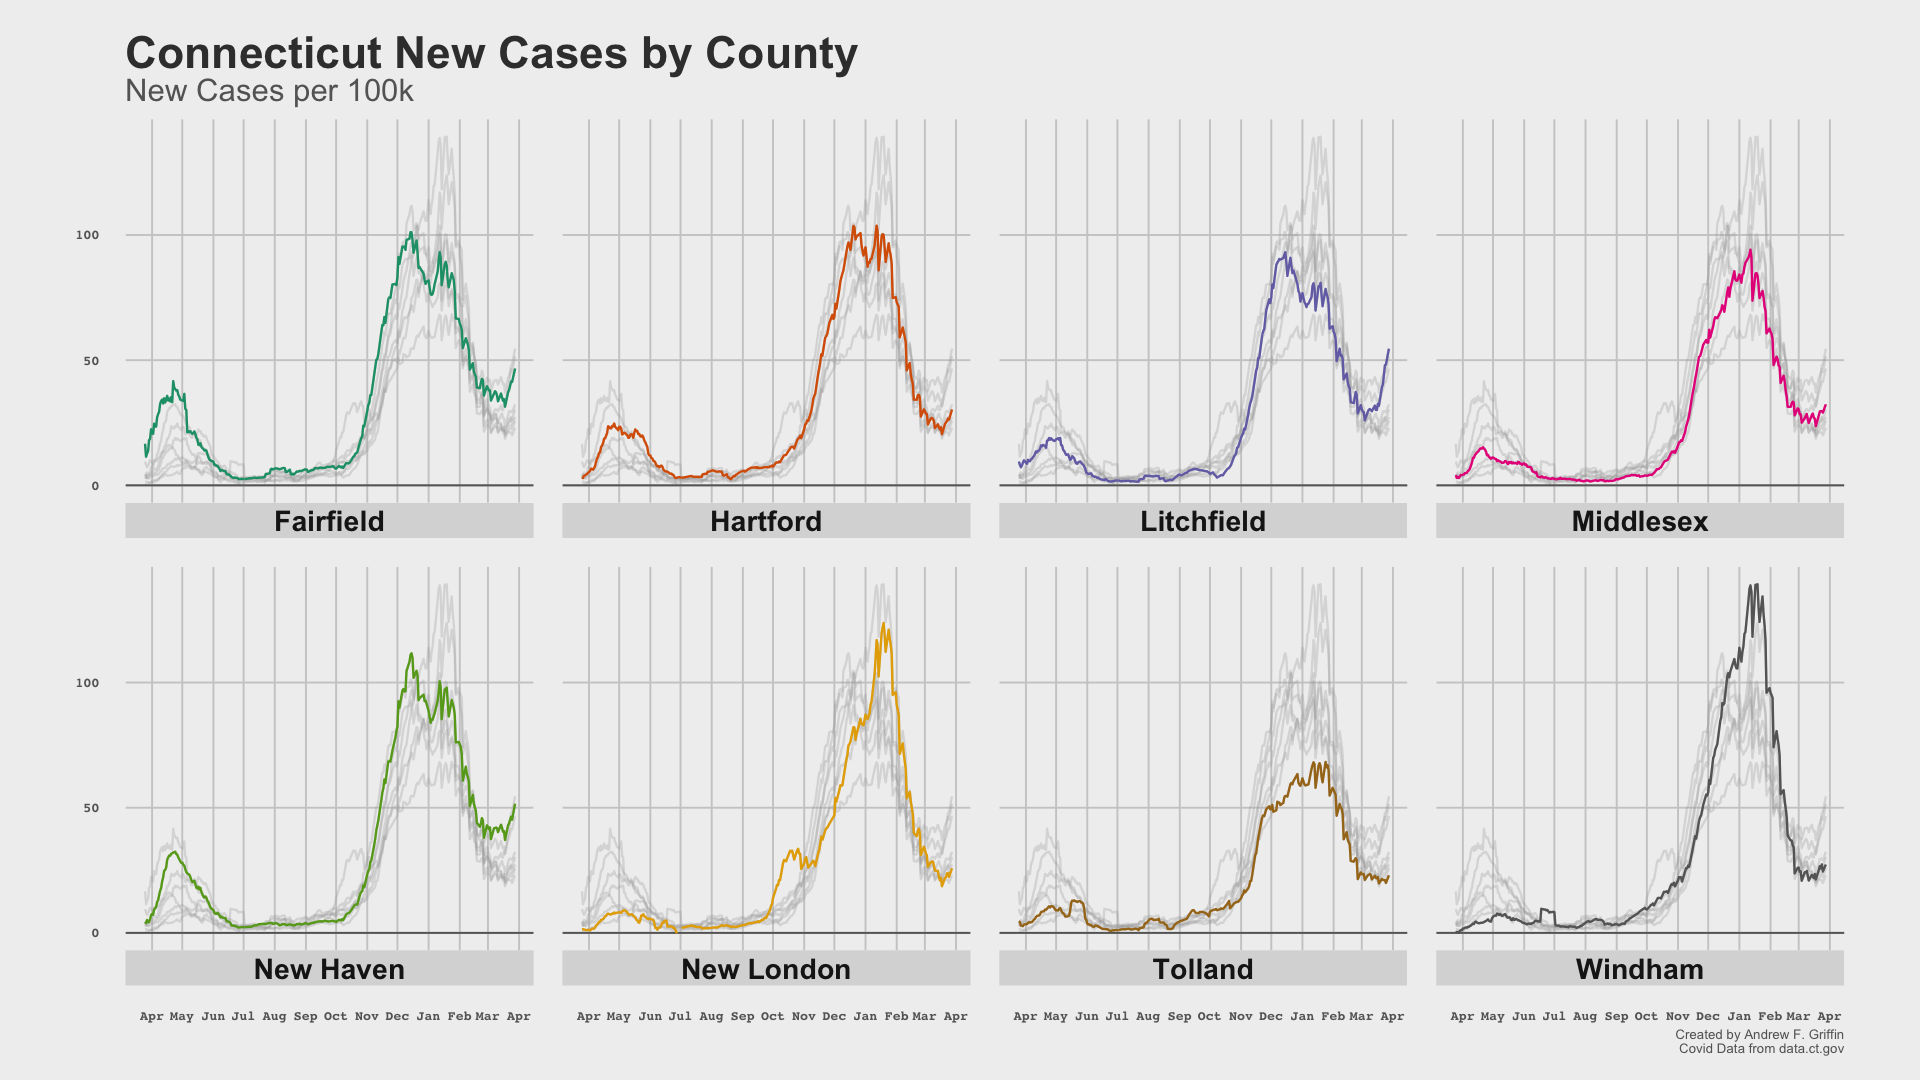 Connecticut New Cases by County
New Cases per 100k
100
50
0
Fairfield Hartford Litchfield Middlesex
100
50
0
New Haven New London Tolland Windham
Apr May Jun Jul Aug Sep Oct Nov Dec Jan Feb Mar Apr Apr May Jun Jul Aug Sep Oct Nov Dec Jan Feb Mar Apr Apr May Jun Jul Aug Sep Oct Nov Dec Jan Feb Mar Apr Apr May Jun Jul Aug Sep Oct Nov Dec Jan Feb Mar Apr
Created by Andrew F. Griffin
Covid Data from data.ct.gov